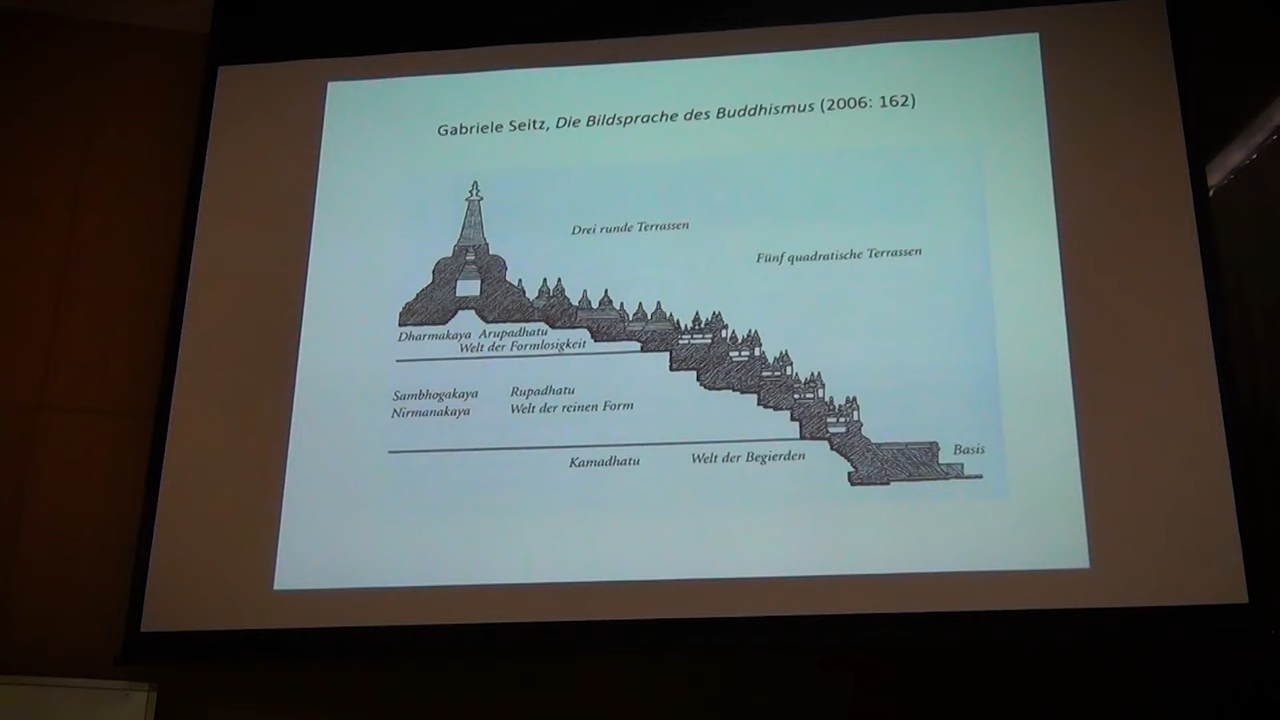 Gabriele Seitz, Die Bildsprache des Buddhismus (2006: 162)
Drei runde Terrassen
Fünf quadratische Terrassen
Dharmakaya Arupadhatu
Welt der Formlosigkeit
Sambhogakaya Rupadhatu
Nirmanakaya Welt der reinen Form
Basis
Kamadhatu Welt der Begierden